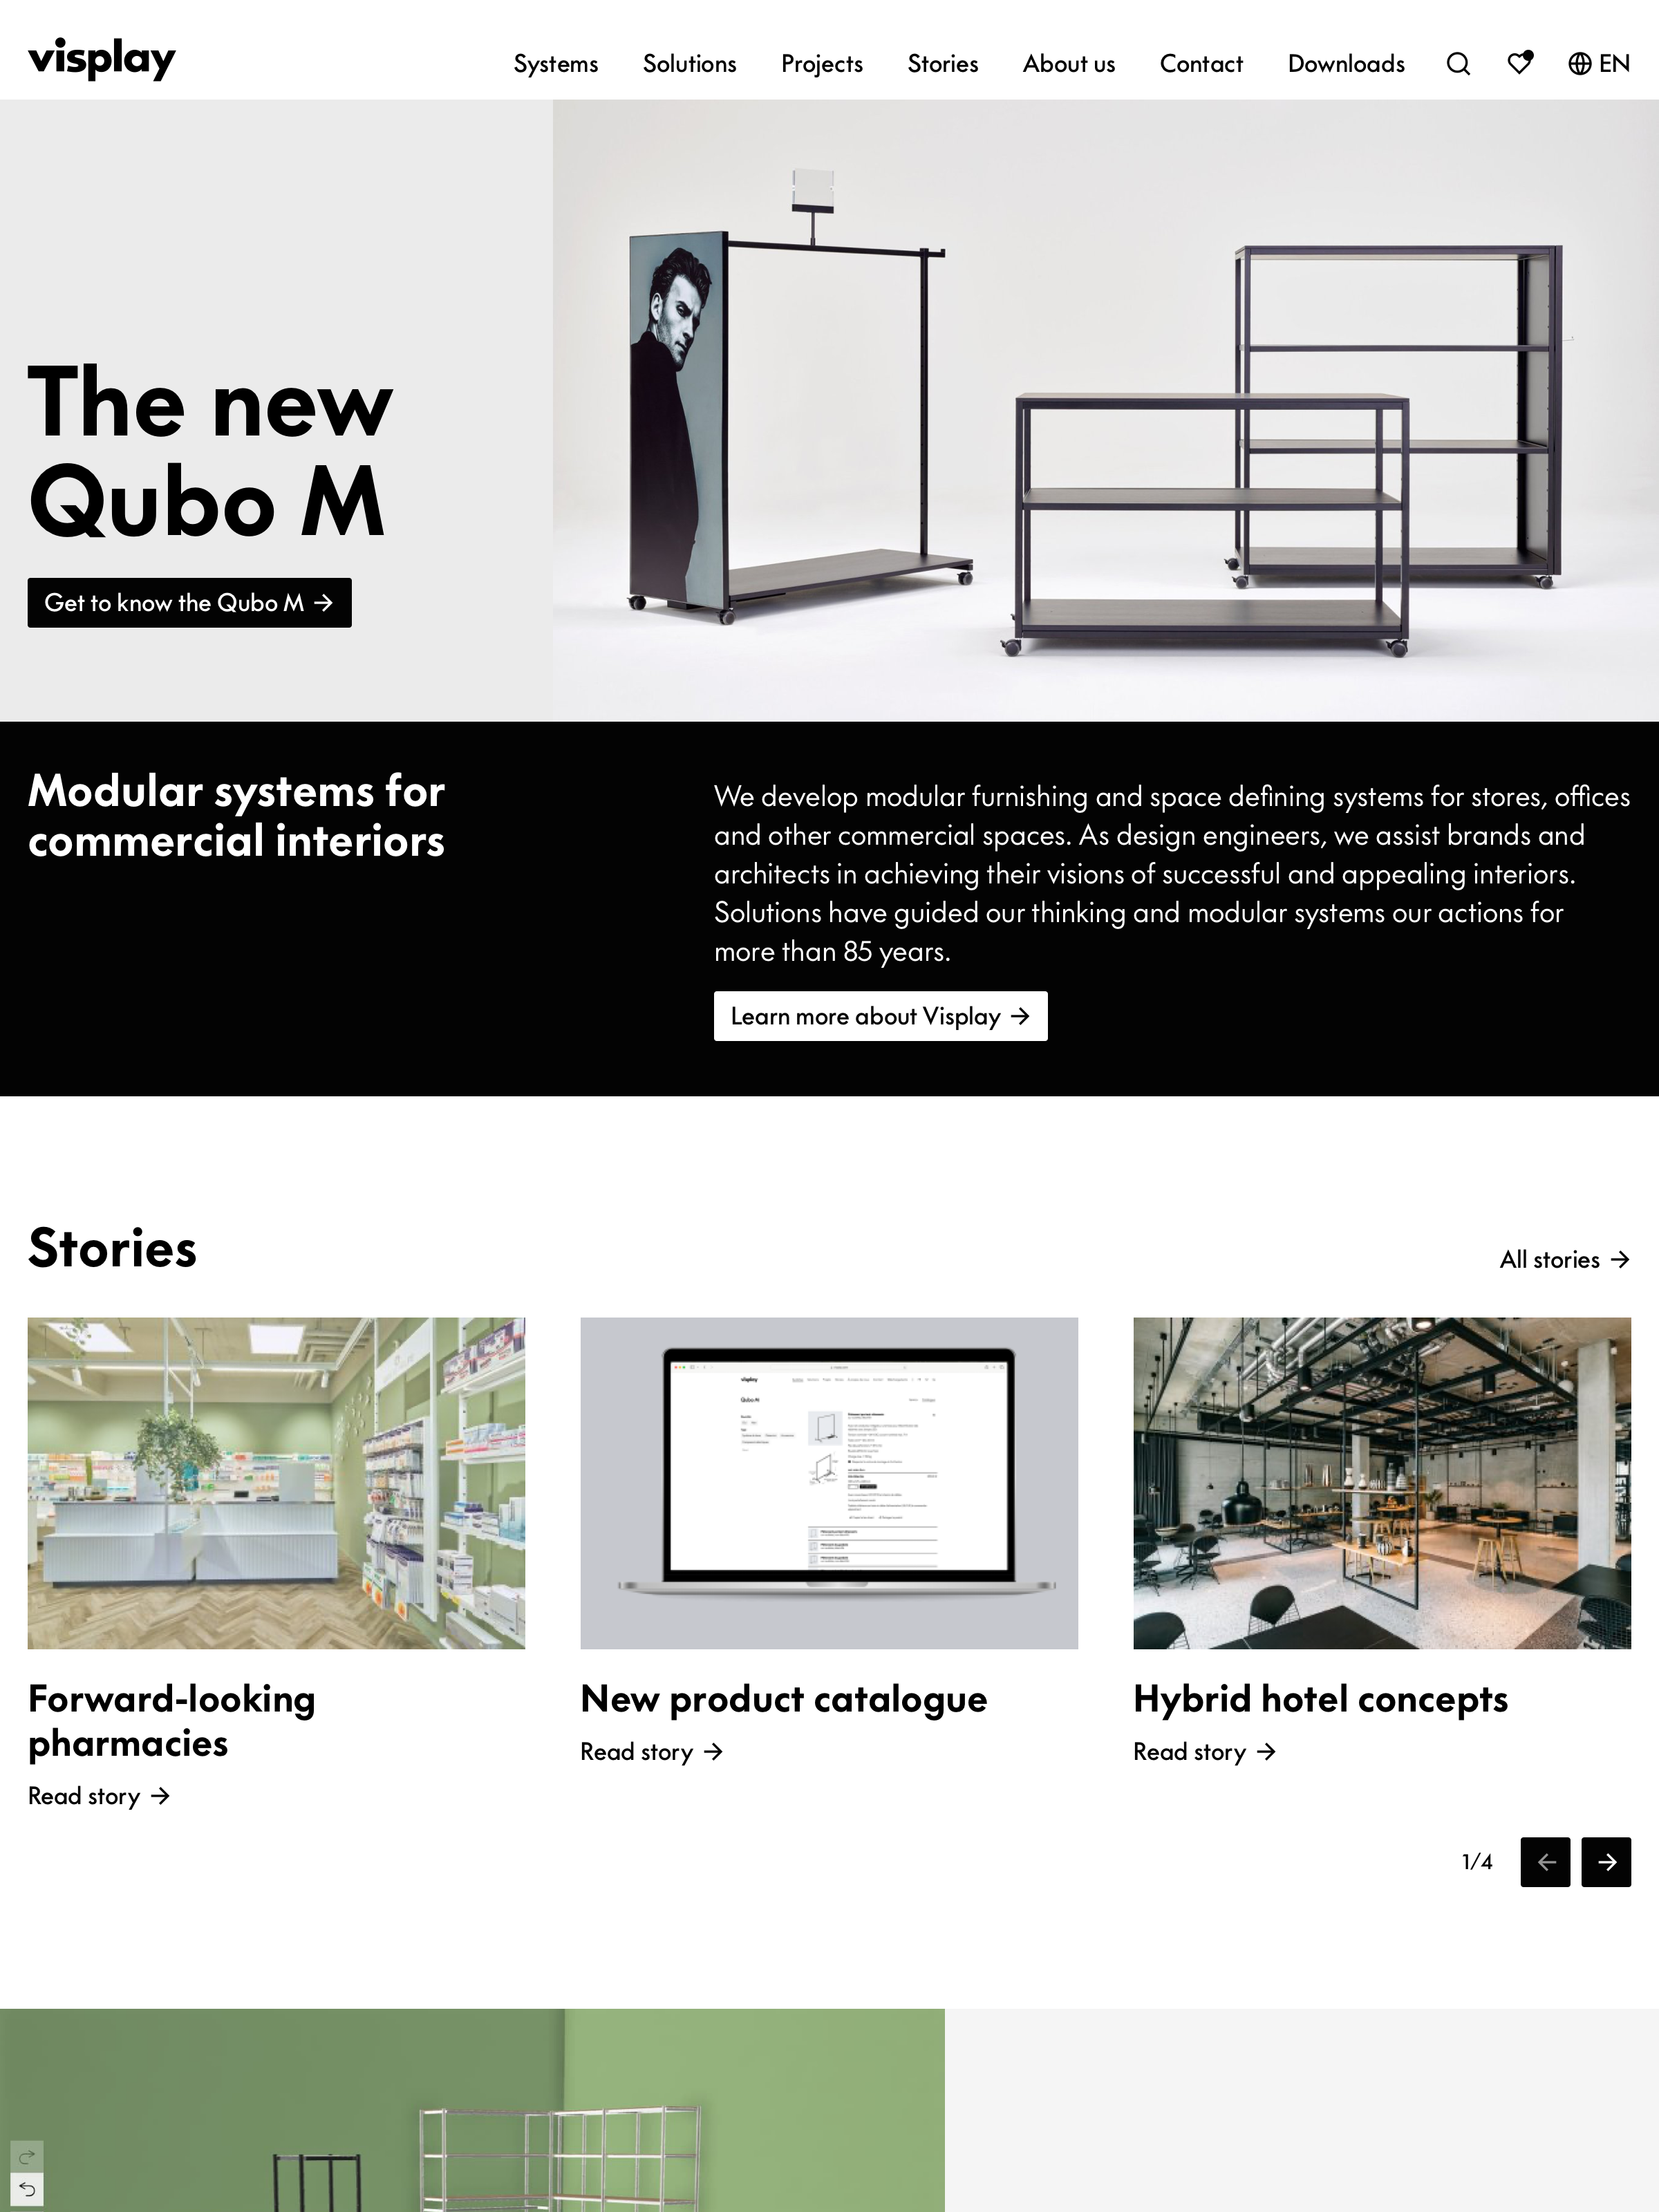 visplay
Systems
Solutions
Projects
Stories
About us
Contact
Downloads
EN
The new
Qubo M
Get to know the Qubo M →
Modular systems for
commercial interiors
We develop modular furnishing and space defining systems for stores, offices
and other commercial spaces. As design engineers, we assist brands and
architects in achieving their visions of successful and appealing interiors.
Solutions have guided our thinking and modular systems our actions for
more than 85 years.
Learn more about Visplay →
Stories
All stories →
visplay
Qubo M
Forward-looking
pharmacies
Read story →
New product catalogue
Read story →
Hybrid hotel concepts
Read story →
1/4